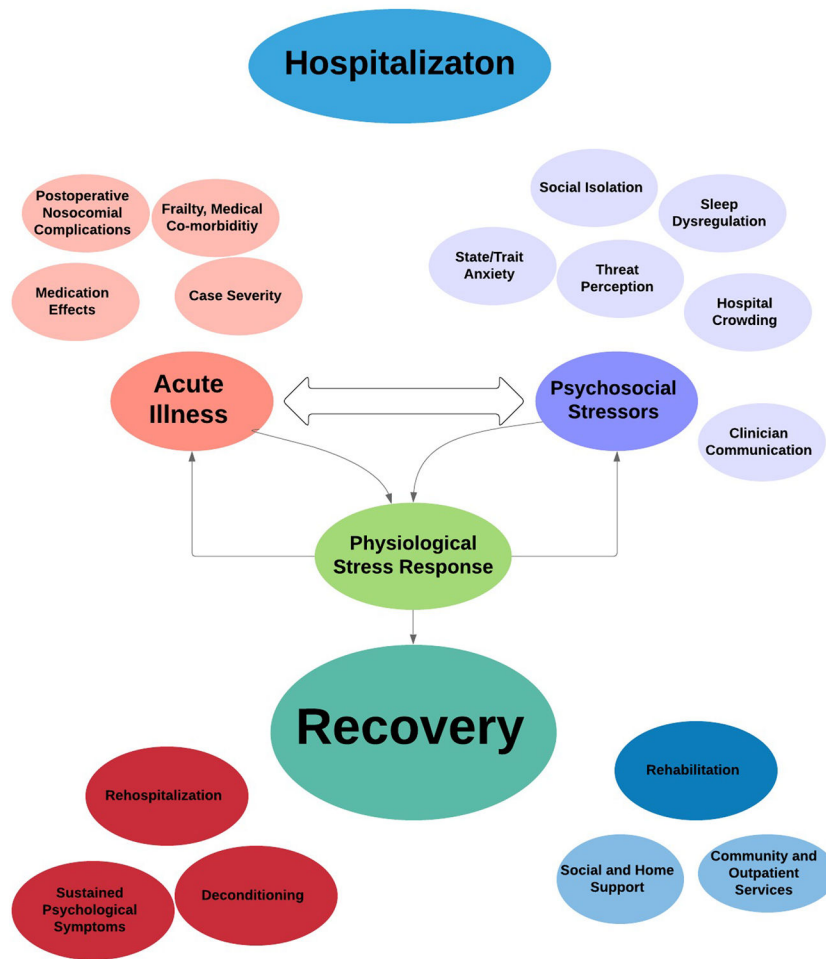 Hospitalizaton
Postoperative
Nosocomial
Complications
Frailty, Medical
Co-morbiditiy
Medication
Effects
Case Severity
Social Isolation
Sleep
Dysregulation
State/Trait
Anxiety
Threat
Perception
Hospital
Crowding
Acute
Illness
Psychosocial
Stressors
Clinician
Communication
Physiological
Stress Response
Recovery
Rehospitalization
Sustained
Psychological
Symptoms
Deconditioning
Rehabilitation
Social and Home
Support
Community and
Outpatient
Services